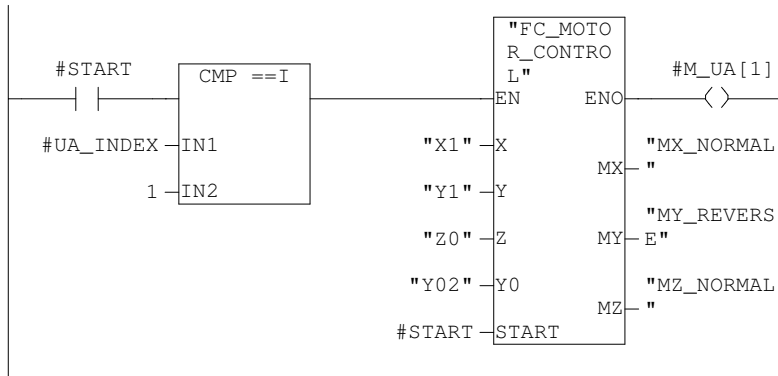 "FC_MOTO
R_CONTRO
L"
#START
CMP ==I
#M_UA[1]
EN
ENO
#UA_INDEX
IN1
"X1"
X
"MX_NORMAL
MX
"
1
IN2
"Y1"
Y
"MY_REVERS
"Z0"
Z
MY
E"
"Y02"
Y0
"MZ_NORMAL
MZ
"
#START
START